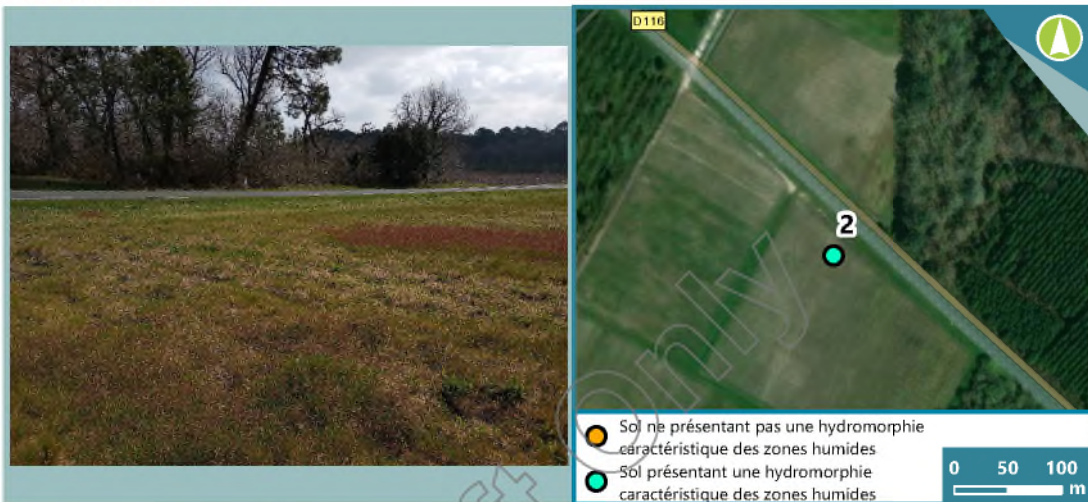 D116
2
Sol ne présentant pas une hydromorphie
caractéristique des zones humides
Sol présentant une hydromorphie
caractéristique des zones humides
0 50 100
m
Only